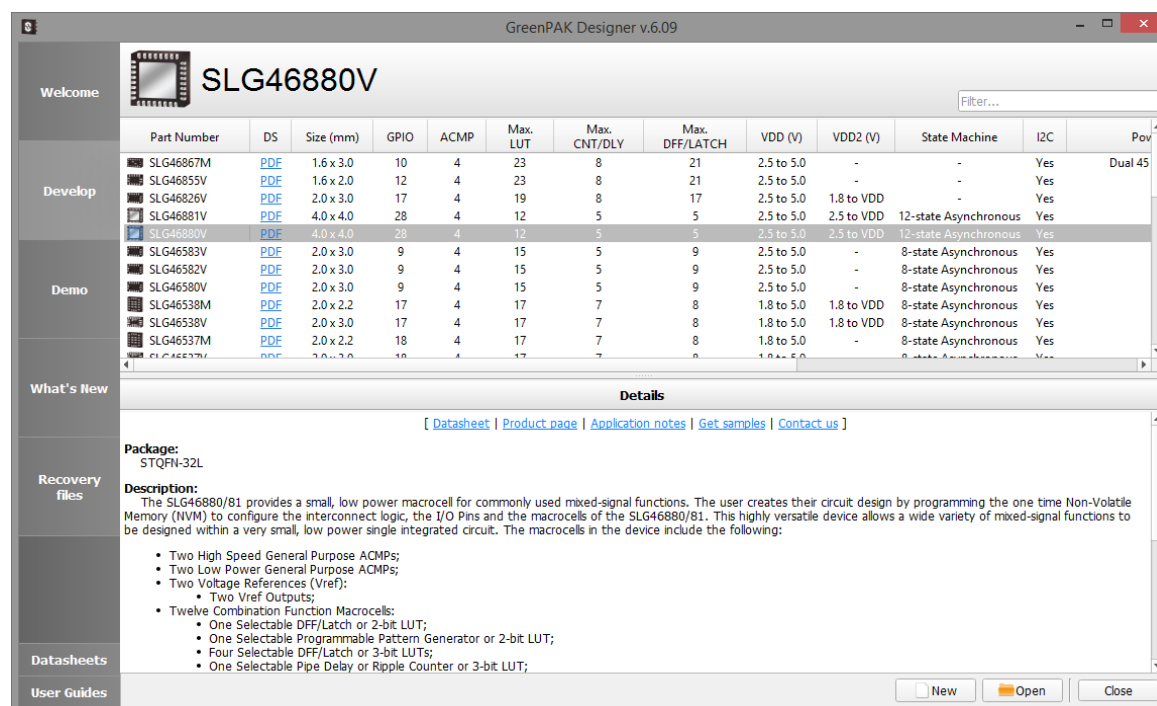 GreenPAK Designer v.6.09
Welcome
Develop
Demo
What's New
Recovery
files
Datasheets
User Guides
SLG46880V
Filter...
Part Number DS Size (mm) GPIO ACMP Max. LUT Max. CNT/DLY Max. DFF/LATCH VDD (V) VDD2 (V) State Machine I2C Pov
SLG46867M PDF 1.6 x 3.0 10 4 23 8 21 2.5 to 5.0 - - Yes Dual 45
SLG46855V PDF 1.6 x 2.0 12 4 23 8 21 2.5 to 5.0 - - Yes
SLG46826V PDF 2.0 x 3.0 17 4 19 8 17 2.5 to 5.0 1.8 to VDD - Yes
SLG46881V PDF 4.0 x 4.0 28 4 12 5 5 2.5 to 5.0 2.5 to VDD 12-state Asynchronous Yes
SLG46880V PDF 4.0 x 4.0 28 4 12 5 5 2.5 to 5.0 2.5 to VDD 12-state Asynchronous Yes
SLG46583V PDF 2.0 x 3.0 9 4 15 5 9 2.5 to 5.0 - 8-state Asynchronous Yes
SLG46582V PDF 2.0 x 3.0 9 4 15 5 9 2.5 to 5.0 - 8-state Asynchronous Yes
SLG46580V PDF 2.0 x 3.0 9 4 15 5 9 2.5 to 5.0 - 8-state Asynchronous Yes
SLG46538M PDF 2.0 x 2.2 17 4 17 7 8 1.8 to 5.0 1.8 to VDD 8-state Asynchronous Yes
SLG46538V PDF 2.0 x 3.0 17 4 17 7 8 1.8 to 5.0 1.8 to VDD 8-state Asynchronous Yes
SLG46537M PDF 2.0 x 2.2 18 4 17 7 8 1.8 to 5.0 - 8-state Asynchronous Yes
SLG46537V PDF 2.0 x 3.0 18 4 17 7 8 1.8 to 5.0 8-state Asynchronous Yes
Details
[ Datasheet | Product page | Application notes | Get samples | Contact us ]
Package:
STQFN-32L
Description:
The SLG46880/81 provides a small, low power macrocell for commonly used mixed-signal functions. The user creates their circuit design by programming the one time Non-Volatile
Memory (NVM) to configure the interconnect logic, the I/O Pins and the macrocells of the SLG46880/81. This highly versatile device allows a wide variety of mixed-signal functions to
be designed within a very small, low power single integrated circuit. The macrocells in the device include the following:
• Two High Speed General Purpose ACMPs;
• Two Low Power General Purpose ACMPs;
• Two Voltage References (Vref):
• Two Vref Outputs;
• Twelve Combination Function Macrocells:
• One Selectable DFF/Latch or 2-bit LUT;
• One Selectable Programmable Pattern Generator or 2-bit LUT;
• Four Selectable DFF/Latch or 3-bit LUTs;
• One Selectable Pipe Delay or Ripple Counter or 3-bit LUT;
New
Open
Close